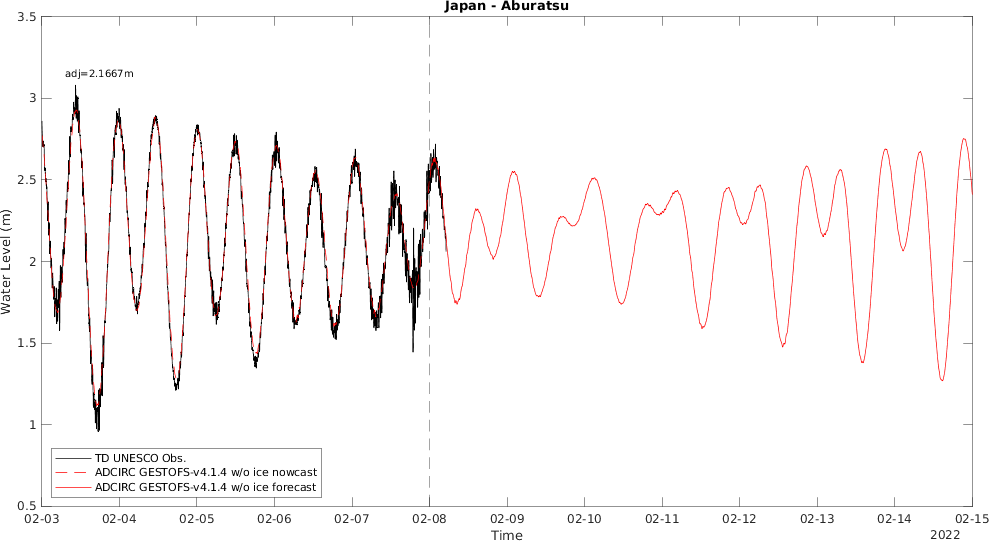 Japan - Aburatsu
3.5
3
2.5
2
1.5
1
0.5
Water Level (m)
adj=2.1667m
TD UNESCO Obs.
ADCIRC GESTOFS-v4.1.4 w/o ice nowcast
ADCIRC GESTOFS-v4.1.4 w/o ice forecast
02-03 02-04 02-05 02-06 02-07 02-08 02-09 02-10 02-11 02-12 02-13 02-14 02-15
Time
2022